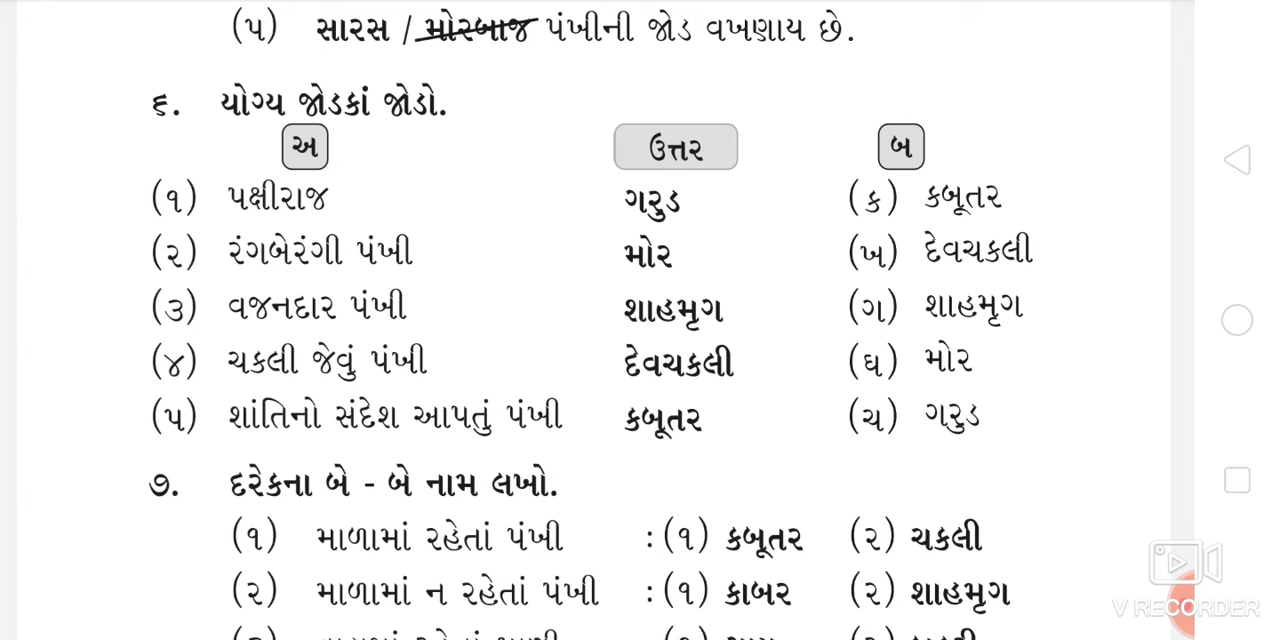 (૫) સારસ / મોરબાજ પંખીની જોડ વખણાય છે.
૬. યોગ્ય જોડકાં જોડો.
અ ઉત્તર બ
(૧) પક્ષીરાજ ગરુડ (ક) કબૂતર
(૨) રંગબેરંગી પંખી મોર (ખ) દેવચકલી
(૩) વજનદાર પંખી શાહમૃગ (ગ) શાહમૃગ
(૪) ચકલી જેવું પંખી દેવચકલી (ઘ) મોર
(૫) શાંતિનો સંદેશ આપતું પંખી કબૂતર (ચ) ગરુડ
૭. દરેકના બે - બે નામ લખો.
(૧) માળામાં રહેતાં પંખી : (૧) કબૂતર (૨) ચકલી
(૨) માળામાં ન રહેતાં પંખી : (૧) કાબર (૨) શાહમૃગ
V RECORDER